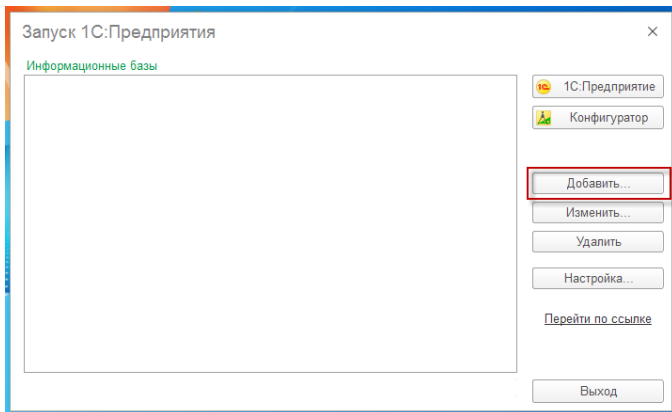 Запуск 1С:Предприятия
Информационные базы
1С:Предприятие
Конфигуратор
Добавить...
Изменить...
Удалить
Настройка...
Перейти по ссылке
Выход